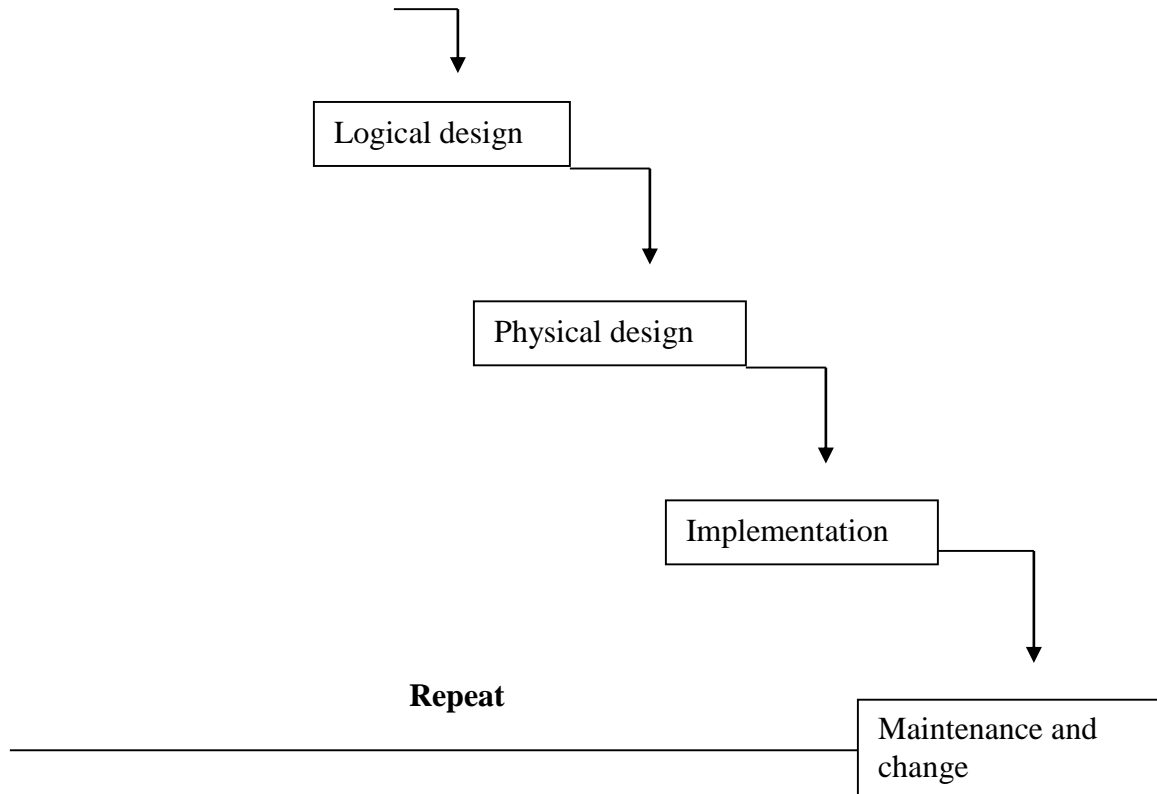 Logical design
Physical design
Implementation
Repeat
Maintenance and
change